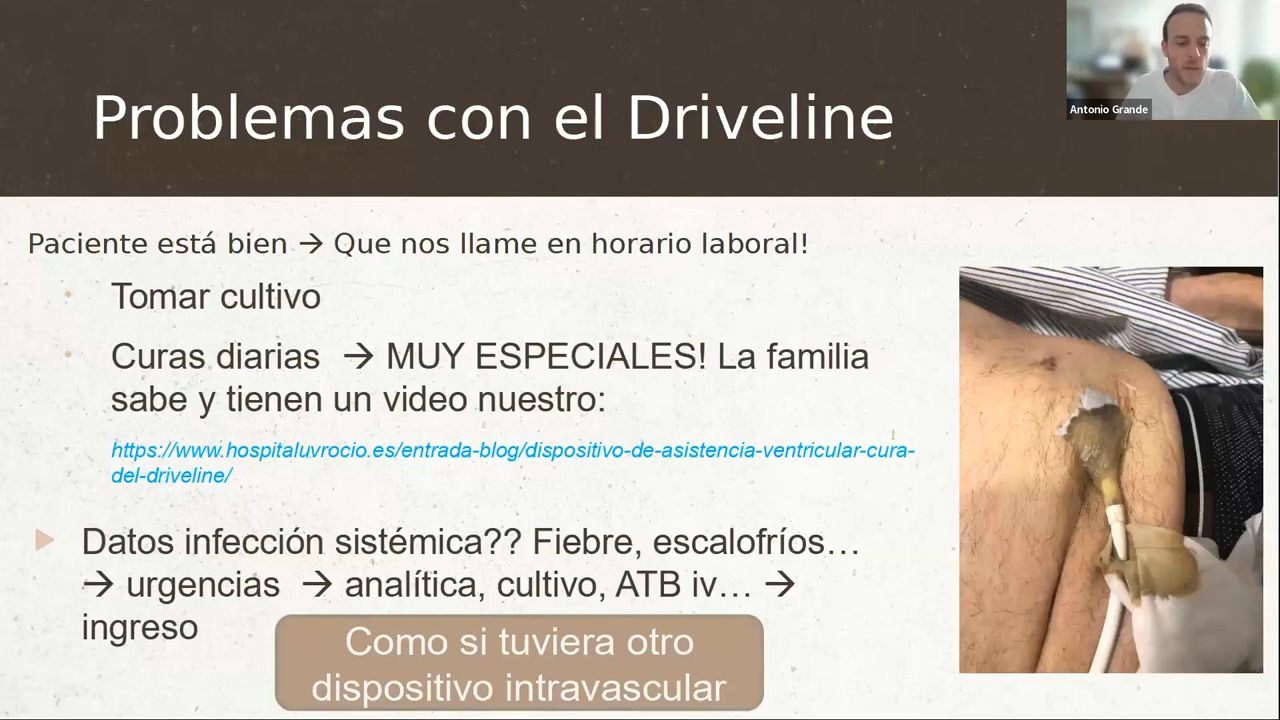 Problemas con el Driveline
Antonio Grande
Paciente está bien → Que nos llame en horario laboral!
Tomar cultivo
Curas diarias → MUY ESPECIALES! La familia
sabe y tienen un video nuestro:
https://www.hospitaluvrocio.es/entrada-blog/dispositivo-de-asistencia-ventricular-cura-
del-driveline/
Datos infección sistémica?? Fiebre, escalofríos…
→ urgencias → analítica, cultivo, ATB iv… →
ingreso
Como si tuviera otro
dispositivo intravascular